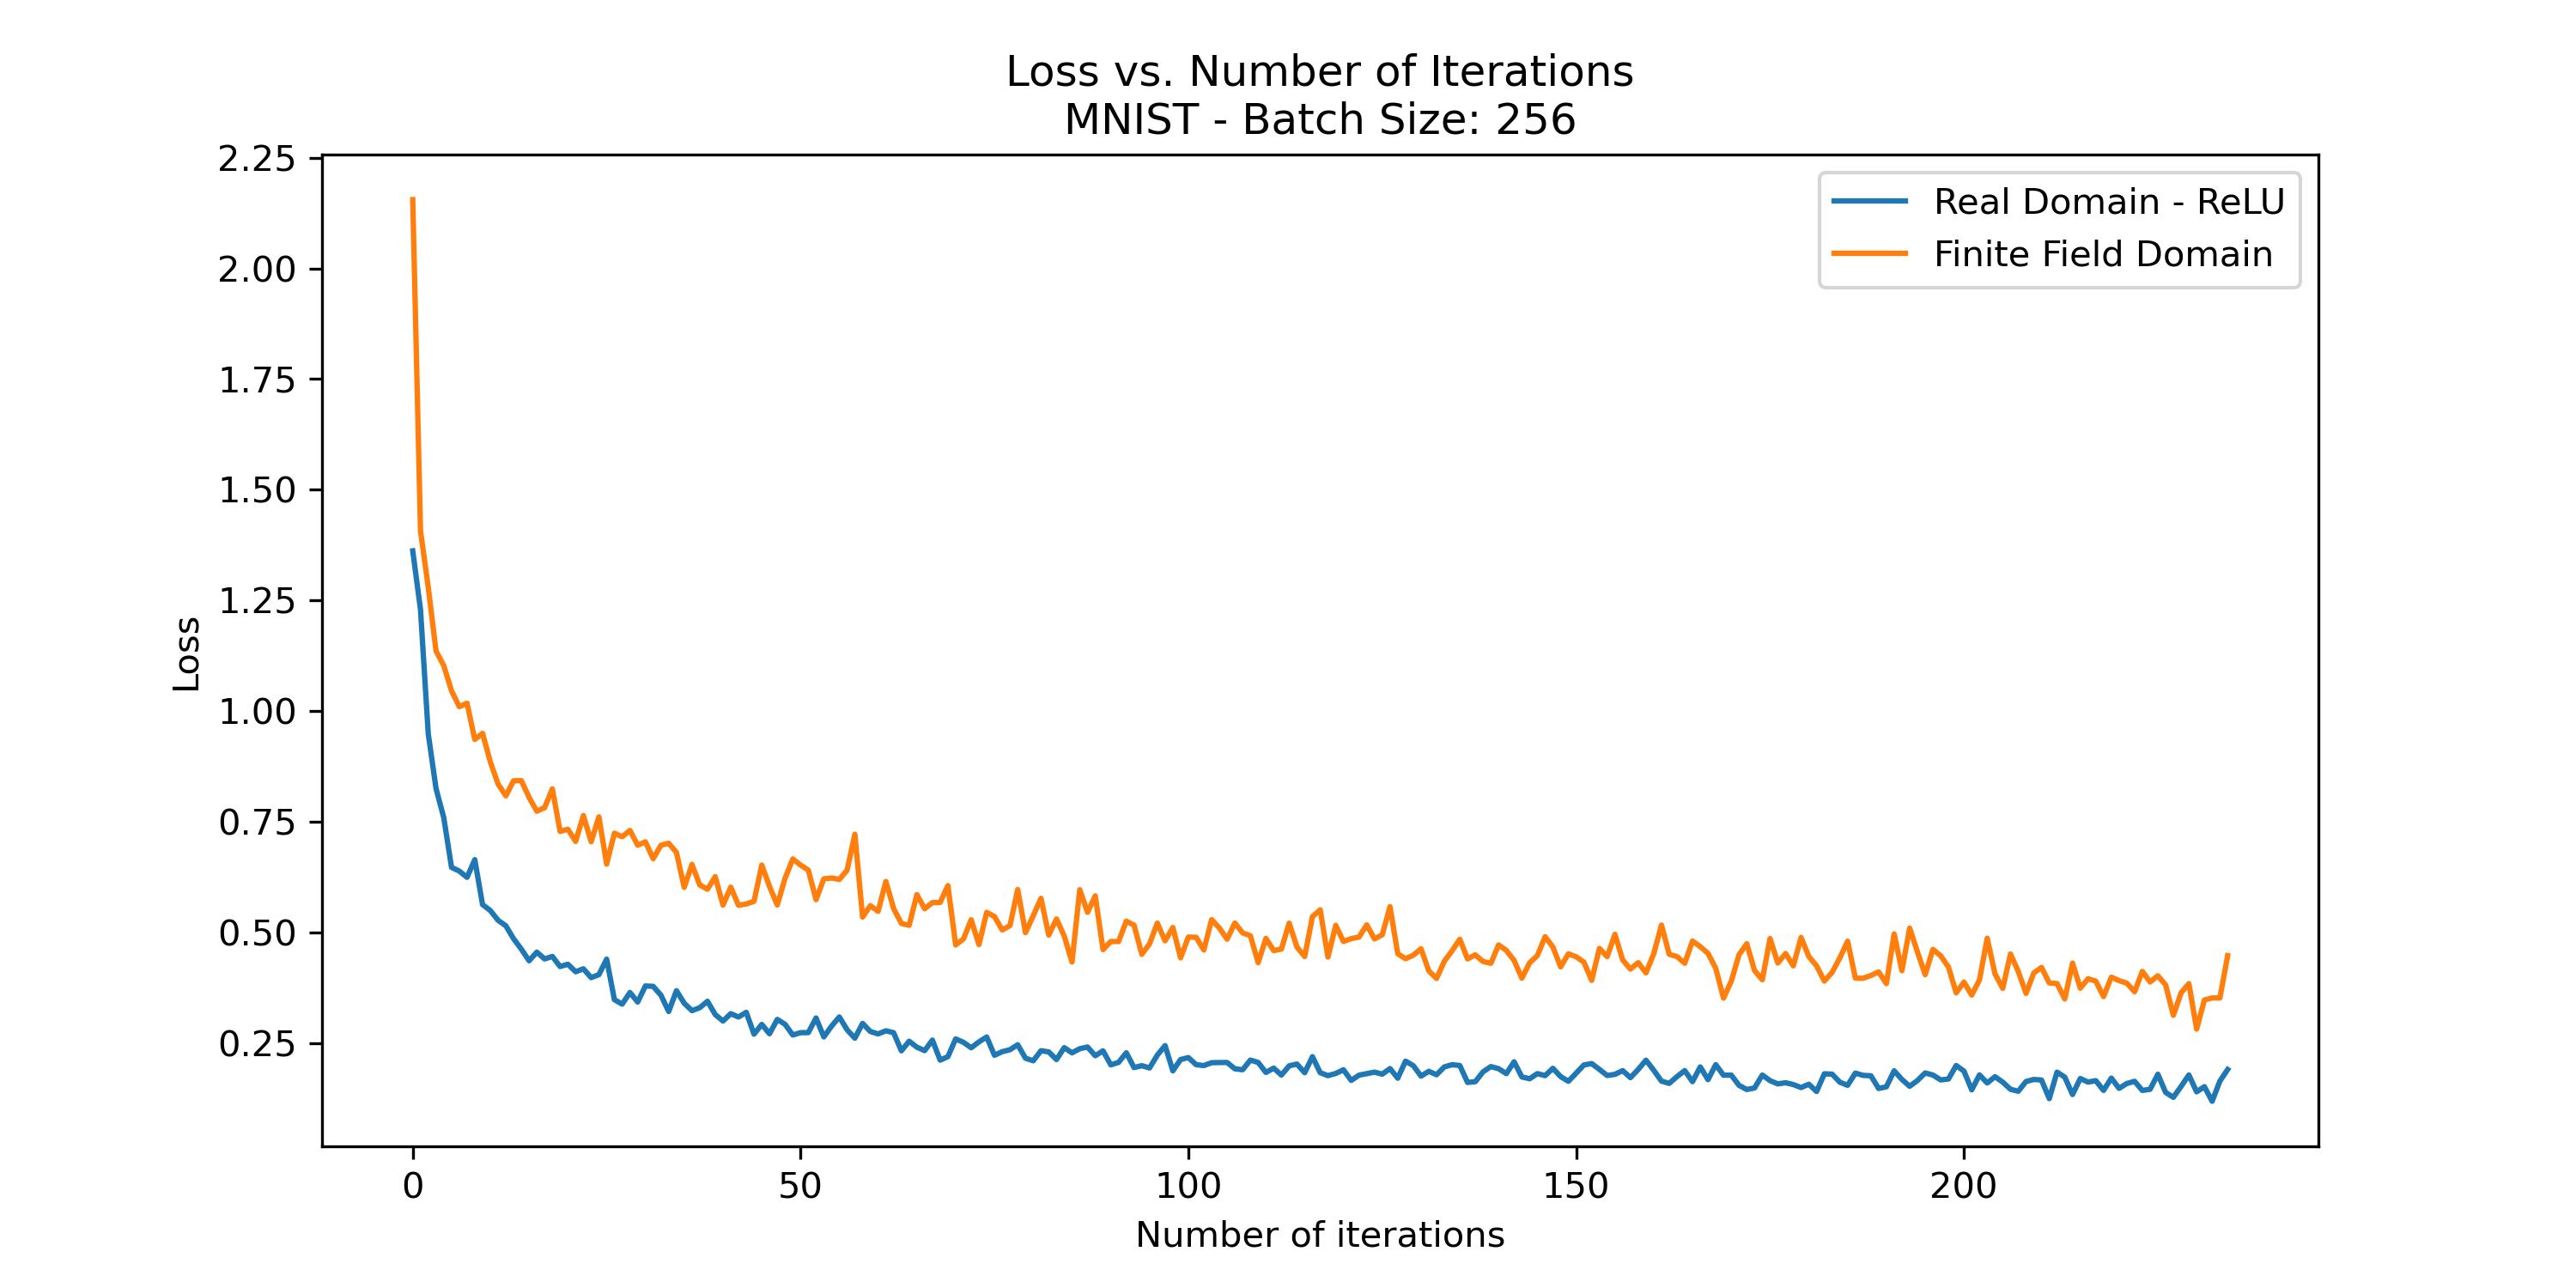 Loss vs. Number of Iterations
MNIST - Batch Size: 256
Real Domain - ReLU
Finite Field Domain
Loss
2.25
2.00
1.75
1.50
1.25
1.00
0.75
0.50
0.25
0 50 100 150 200
Number of iterations